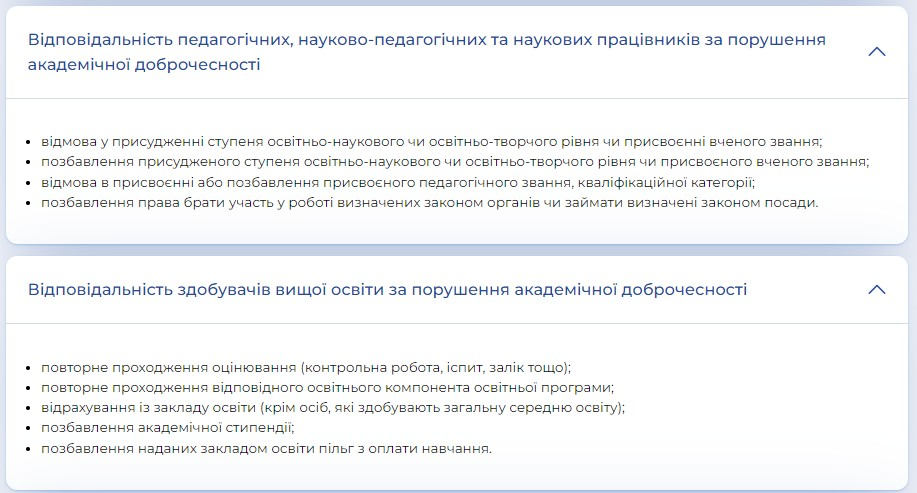 Відповідальність педагогічних, науково-педагогічних та наукових працівників за порушення
академічної доброчесності
• відмова у присудженні ступеня освітньо-наукового чи освітньо-творчого рівня чи присвоєнні вченого звання;
• позбавлення присудженого ступеня освітньо-наукового чи освітньо-творчого рівня чи присвоєного вченого звання;
• відмова в присвоєнні або позбавлення присвоєного педагогічного звання, кваліфікаційної категорії;
• позбавлення права брати участь у роботі визначених законом органів чи займати визначені законом посади.
Відповідальність здобувачів вищої освіти за порушення академічної доброчесності
• повторне проходження оцінювання (контрольна робота, іспит, залік тощо);
• повторне проходження відповідного освітнього компонента освітньої програми;
• відрахування із закладу освіти (крім осіб, які здобувають загальну середню освіту);
• позбавлення академічної стипендії;
• позбавлення наданих закладом освіти пільг з оплати навчання.